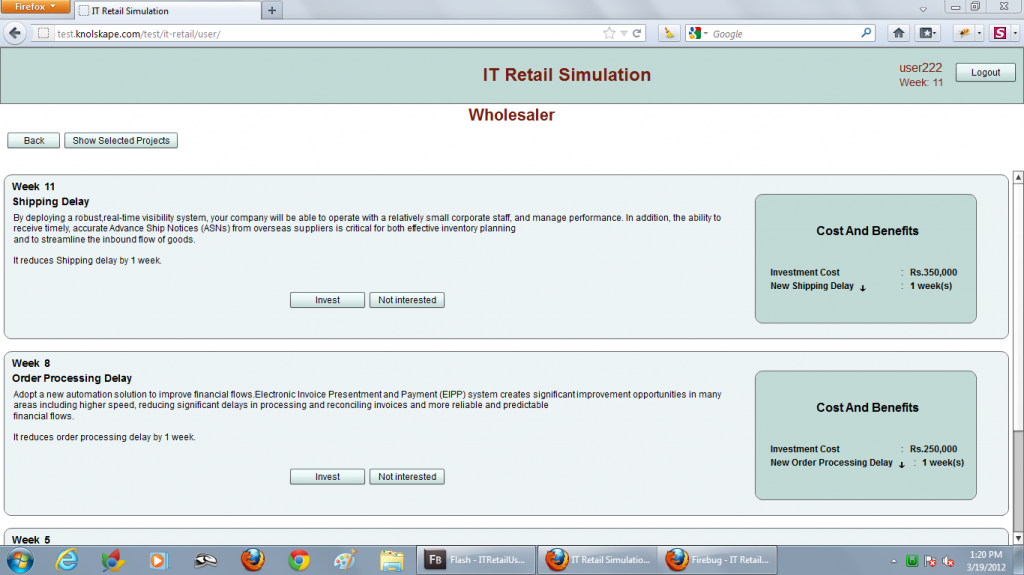 Firefox
IT Retail Simulation
test.knolskape.com/test/it-retail/user/
Google
IT Retail Simulation
user222
Week: 11
Logout
Wholesaler
Back
Show Selected Projects
Week 11
Shipping Delay
By deploying a robust,real-time visibility system, your company will be able to operate with a relatively small corporate staff, and manage performance. In addition, the ability to
receive timely, accurate Advance Ship Notices (ASNs) from overseas suppliers is critical for both effective inventory planning
and to streamline the inbound flow of goods.
It reduces Shipping delay by 1 week.
Invest
Not interested
Cost And Benefits
Investment Cost : Rs.350,000
New Shipping Delay ↓ : 1 week(s)
Week 8
Order Processing Delay
Adopt a new automation solution to improve financial flows.Electronic Invoice Presentment and Payment (EIPP) system creates significant improvement opportunities in many
areas including higher speed, reducing significant delays in processing and reconciling invoices and more reliable and predictable
financial flows.
It reduces order processing delay by 1 week.
Invest
Not interested
Cost And Benefits
Investment Cost : Rs.250,000
New Order Processing Delay ↓ : 1 week(s)
Week 5
Fb
Flash - ITRetailUs...
IT Retail Simulatio...
Firebug - IT Retail...
1:20 PM
3/19/2012